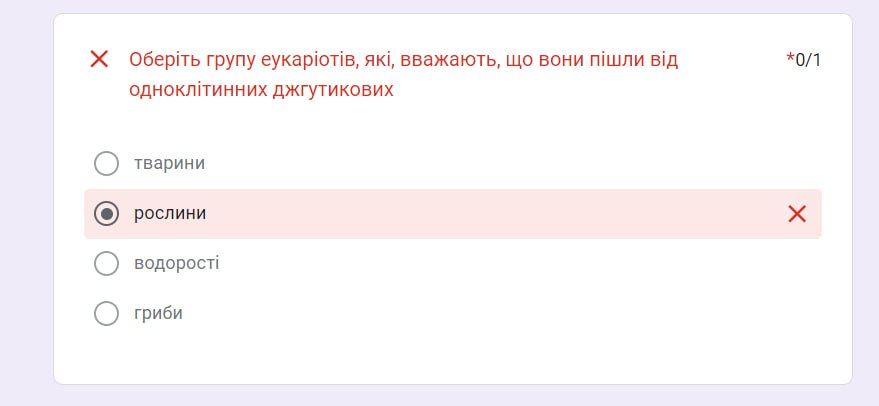 Оберіть групу еукаріотів, які, вважають, що вони пішли від
одноклітинних джгутикових
*0/1
тварини
рослини
водорості
гриби